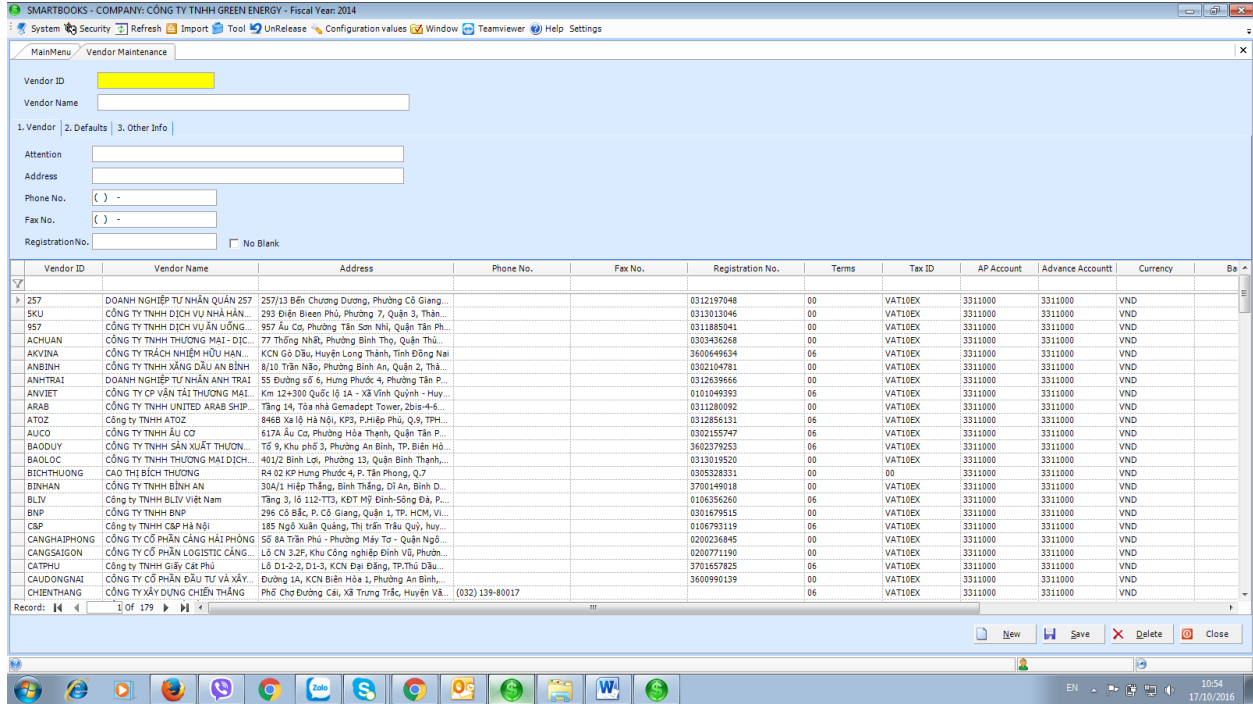 SMARTBOOKS - COMPANY: CÔNG TY TNHH GREEN ENERGY - Fiscal Year: 2014
System Security Refresh Import Tool UnRelease Configuration values Window Teamviewer Help Settings
MainMenu Vendor Maintenance
Vendor ID
Vendor Name
1. Vendor 2. Defaults 3. Other Info
Attention
Address
Phone No. ( ) -
Fax No. ( ) -
RegistrationNo. No Blank
Vendor ID Vendor Name Address Phone No. Fax No. Registration No. Terms Tax ID AP Account Advance Accountt Currency Ba
257 DOANH NGHIỆP TƯ NHÂN QUÁN 257 257/13 Bến Chương Dương, Phường Cô Giang... 0312197048 00 VAT10EX 3311000 3311000 VND
5KU CÔNG TY TNHH DỊCH VỤ NHÀ HÀN... 293 Điện Bieen Phủ, Phường 7, Quận 3, Thàn... 0313013046 00 VAT10EX 3311000 3311000 VND
957 CÔNG TY TNHH DỊCH VỤ ĂN UỐNG... 957 Âu Cơ, Phường Tân Sơn Nhì, Quận Tân Ph... 0311885041 00 VAT10EX 3311000 3311000 VND
ACHUAN CÔNG TY TNHH THƯƠNG MẠI - DỊC... 77 Thống Nhất, Phường Bình Thọ, Quận Thủ... 0303436268 00 VAT10EX 3311000 3311000 VND
AKVINA CÔNG TY TRÁCH NHIỆM HỮU HẠN... KCN Gò Dầu, Huyện Long Thành, Tỉnh Đồng Nai 3600649634 06 VAT10EX 3311000 3311000 VND
ANBINH CÔNG TY TNHH XĂNG DẦU AN BÌNH 8/10 Trần Não, Phường Bình An, Quận 2, Thà... 0302104781 00 VAT10EX 3311000 3311000 VND
ANHTRAI DOANH NGHIỆP TƯ NHÂN ANH TRAI 55 Đường số 6, Hưng Phước 4, Phường Tân P... 0312639666 00 VAT10EX 3311000 3311000 VND
ANVIET CÔNG TY CP VẬN TẢI THƯƠNG MẠI... Km 12+300 Quốc lộ 1A - Xã Vĩnh Quỳnh - Huy... 0101049393 06 VAT10EX 3311000 3311000 VND
ARAB CÔNG TY TNHH UNITED ARAB SHIP... Tầng 14, Tòa nhà Gemadept Tower, 2bis-4-6... 0311280092 00 VAT10EX 3311000 3311000 VND
ATOZ Công ty TNHH ATOZ 846B Xa lộ Hà Nội, KP3, P.Hiệp Phú, Q.9, TPH... 0312856131 06 VAT10EX 3311000 3311000 VND
AUCO CÔNG TY TNHH ÂU CƠ 617A Âu Cơ, Phường Hòa Thạnh, Quận Tân P... 0302155747 00 VAT10EX 3311000 3311000 VND
BAODUY CÔNG TY TNHH SẢN XUẤT THƯƠN... Tổ 9, Khu phố 3, Phường An Bình, TP. Biên Hò... 3602379253 06 VAT10EX 3311000 3311000 VND
BAOLOC CÔNG TY TNHH THƯƠNG MẠI DỊCH... 401/2 Bình Lợi, Phường 13, Quận Bình Thạnh,... 0313019520 00 VAT10EX 3311000 3311000 VND
BICHTHUONG CAO THỊ BÍCH THƯƠNG R4 02 KP Hưng Phước 4, P. Tân Phong, Q.7 0305328331 00 00 3311000 3311000 VND
BINHAN CÔNG TY TNHH BÌNH AN 30A/1 Hiệp Thắng, Bình Thắng, Dĩ An, Bình D... 3700149018 00 VAT10EX 3311000 3311000 VND
BLIV Công ty TNHH BLIV Việt Nam Tầng 3, lô 112-TT3, KĐT Mỹ Đình-Sông Đà, P.... 0106356260 06 VAT10EX 3311000 3311000 VND
BNP CÔNG TY TNHH BNP 296 Cô Bắc, P. Cô Giang, Quận 1, TP. HCM, Vi... 0301679515 00 VAT10EX 3311000 3311000 VND
C&P Công ty TNHH C&P Hà Nội 185 Ngô Xuân Quảng, Thị trấn Trâu Quỳ, huy... 0106793119 06 VAT10EX 3311000 3311000 VND
CANGHAIPHONG CÔNG TY CỔ PHẦN CẢNG HẢI PHÒNG Số 8A Trần Phú - Phường Máy Tơ - Quận Ngô... 0200236845 00 VAT10EX 3311000 3311000 VND
CANGSAIGON CÔNG TY CỔ PHẦN LOGISTIC CẢNG... Lô CN 3.2F, Khu Công nghiệp Đình Vũ, Phườn... 0200771190 00 VAT10EX 3311000 3311000 VND
CATPHU Công ty TNHH Giấy Cát Phú Lô D1-2-2, D1-3, KCN Đại Đăng, TP.Thủ Dầu... 3701657825 06 VAT10EX 3311000 3311000 VND
CAUDONGNAI CÔNG TY CỔ PHẦN ĐẦU TƯ VÀ XÂY... Đường 1A, KCN Biên Hòa 1, Phường An Bình,... 3600990139 00 VAT10EX 3311000 3311000 VND
CHIENTHANG CÔNG TY XÂY DỰNG CHIẾN THẮNG Phố Chợ Đường Cái, Xã Trưng Trắc, Huyện Vă... (032) 139-80017 06 VAT10EX 3311000 3311000 VND
Record: 1 Of 179
New Save Delete Close
Zalo
EN 10:54
17/10/2016